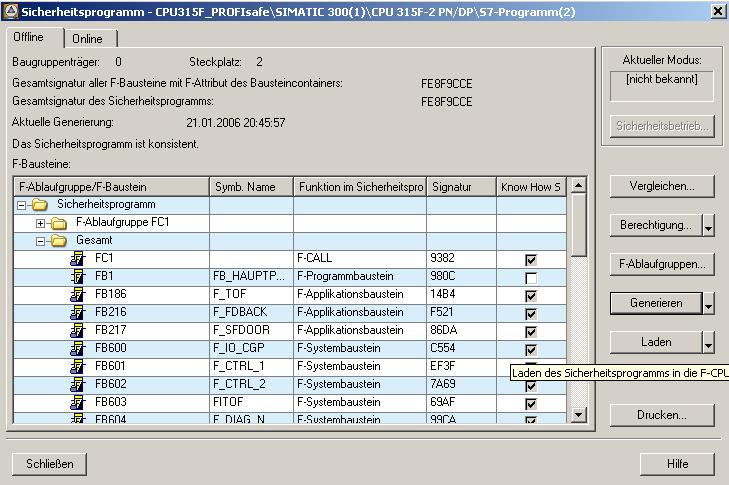 Sicherheitsprogramm - CPU315F_PROFIsafe\SIMATIC 300(1)\CPU 315F-2 PN/DP\S7-Programm(2)
Offline Online
Baugruppenträger: 0 Steckplatz: 2
Gesamtsignatur aller F-Bausteine mit F-Attribut des Bausteincontainers: FE8F9CCE
Gesamtsignatur des Sicherheitsprogramms: FE8F9CCE
Aktuelle Generierung: 21.01.2006 20:45:57
Das Sicherheitsprogramm ist konsistent.
F-Bausteine:
F-Ablaufgruppe/F-Baustein Symb. Name Funktion im Sicherheitspro Signatur Know How S
Sicherheitsprogramm
F-Ablaufgruppe FC1
Gesamt
FC1 F-CALL 9382
FB1 FB_HAUPTP... F-Programmbaustein 980C
FB186 F_TOF F-Applikationsbaustein 14B4
FB216 F_FDBACK F-Applikationsbaustein F521
FB217 F_SFDOOR F-Applikationsbaustein 86DA
FB600 F_IO_CGP F-Systembaustein C554
FB601 F_CTRL_1 F-Systembaustein EF3F
FB602 F_CTRL_2 F-Systembaustein 7A69
FB603 FITOF F-Systembaustein 69AF
FB604 F_DIAG_N F-Systembaustein 99CA
Aktueller Modus:
[nicht bekannt]
Sicherheitsbetrieb...
Vergleichen...
Berechtigung...
F-Ablaufgruppen...
Generieren
Laden
Laden des Sicherheitsprogramms in die F-CPU
Drucken...
Schließen
Hilfe